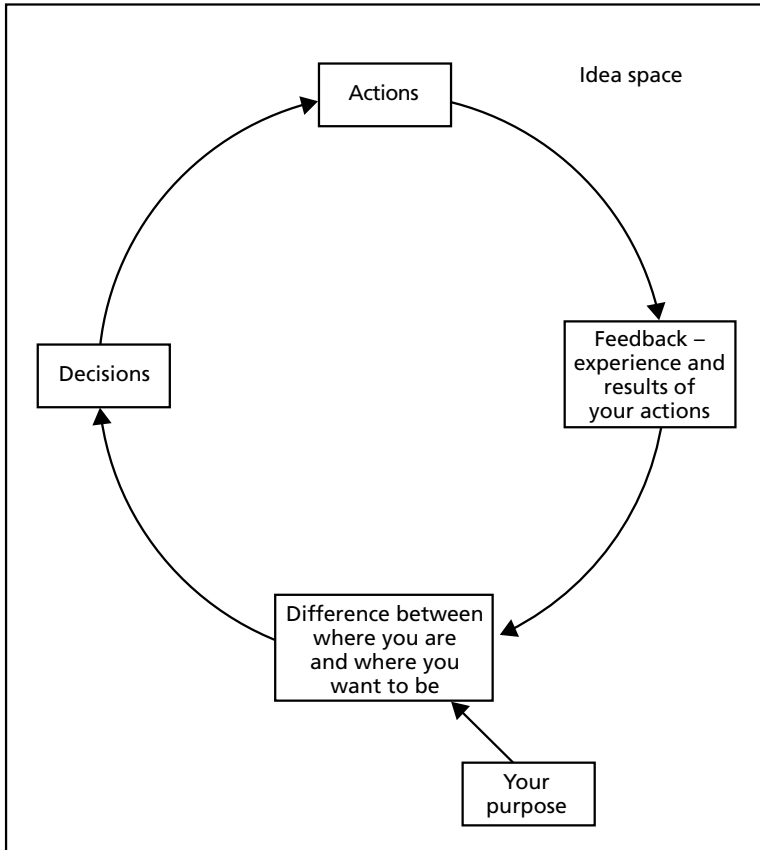 Idea space
Actions
Feedback –
experience and
results of
your actions
Decisions
Difference between
where you are
and where you
want to be
Your
purpose